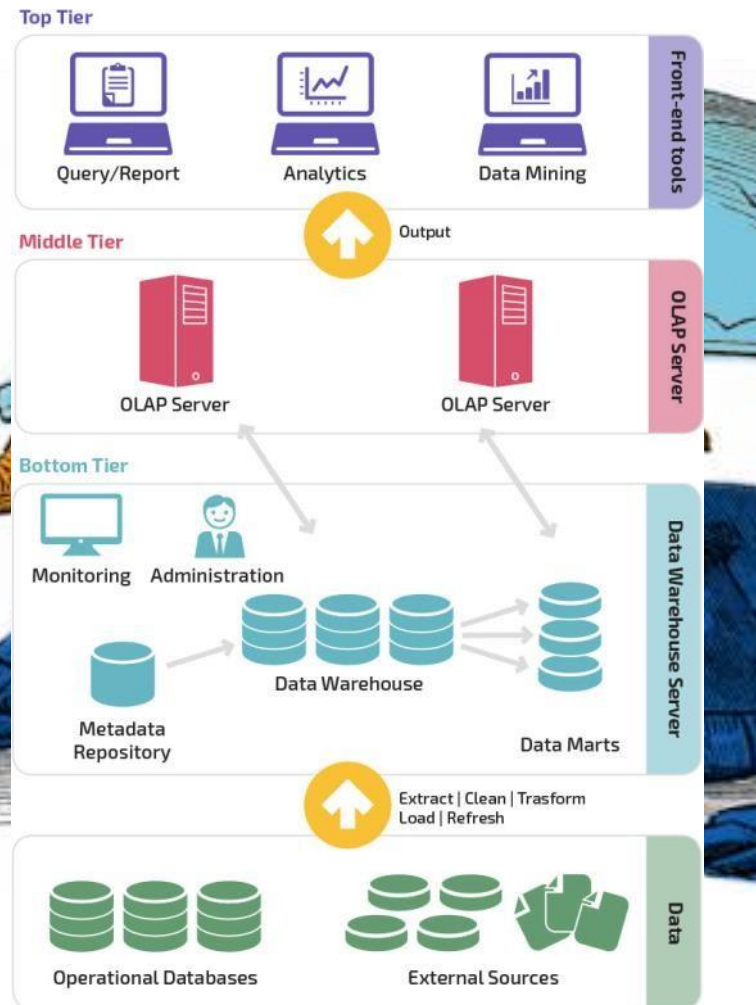 Top Tier
Query/Report
Analytics
Data Mining
Front-end tools
Output
Middle Tier
OLAP Server
OLAP Server
OLAP Server
Bottom Tier
Monitoring
Administration
Data Warehouse
Metadata
Repository
Data Marts
Data Warehouse Server
Extract | Clean | Trasform
Load | Refresh
Operational Databases
External Sources
Data